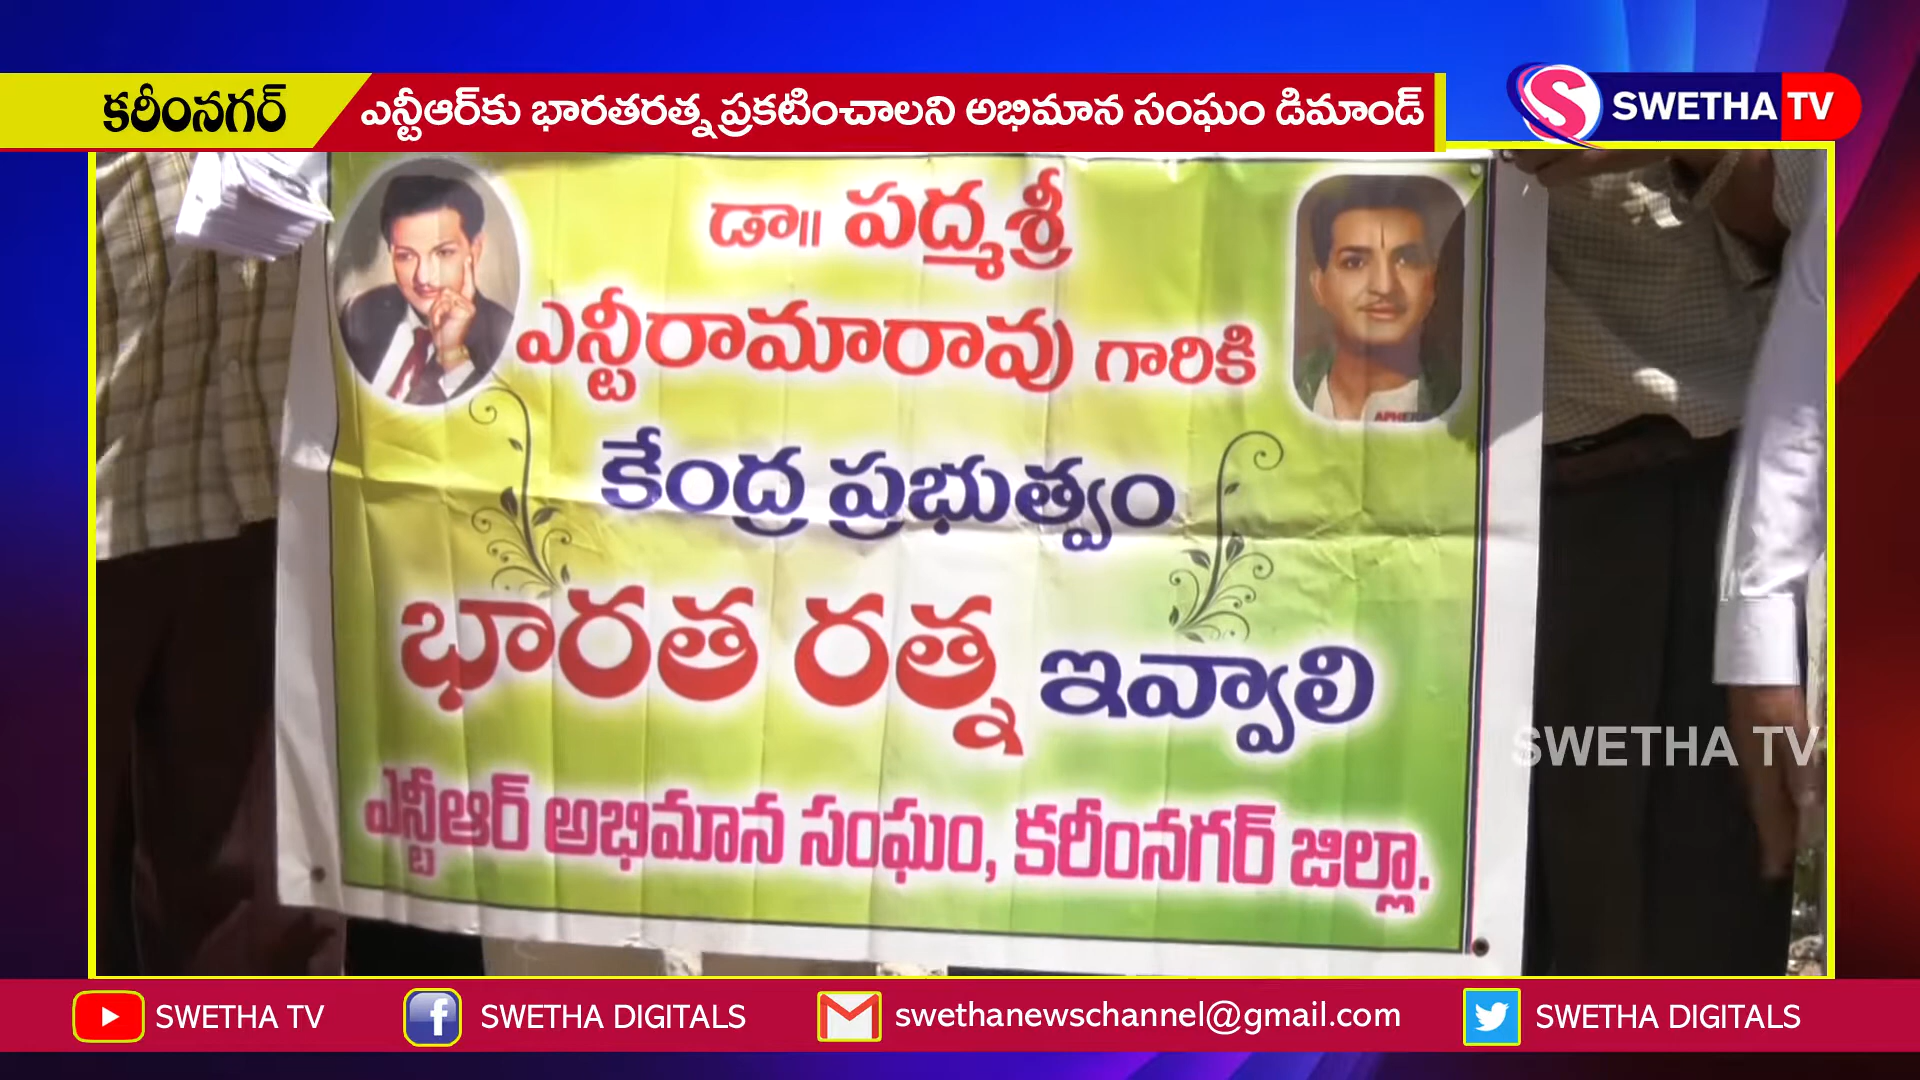 కరీంనగర్
ఎన్టీఆర్‌కు భారతరత్న ప్రకటించాలని అభిమాన సంఘం డిమాండ్
S SWETHA TV
డా॥ పద్మశ్రీ
ఎన్టీరామారావు గారికి
కేంద్ర ప్రభుత్వం
భారత రత్న ఇవ్వాలి
ఎన్టీఆర్ అభిమాన సంఘం, కరీంనగర్ జిల్లా.
SWETHA TV
SWETHA TV
SWETHA DIGITALS
swethanewschannel@gmail.com
SWETHA DIGITALS